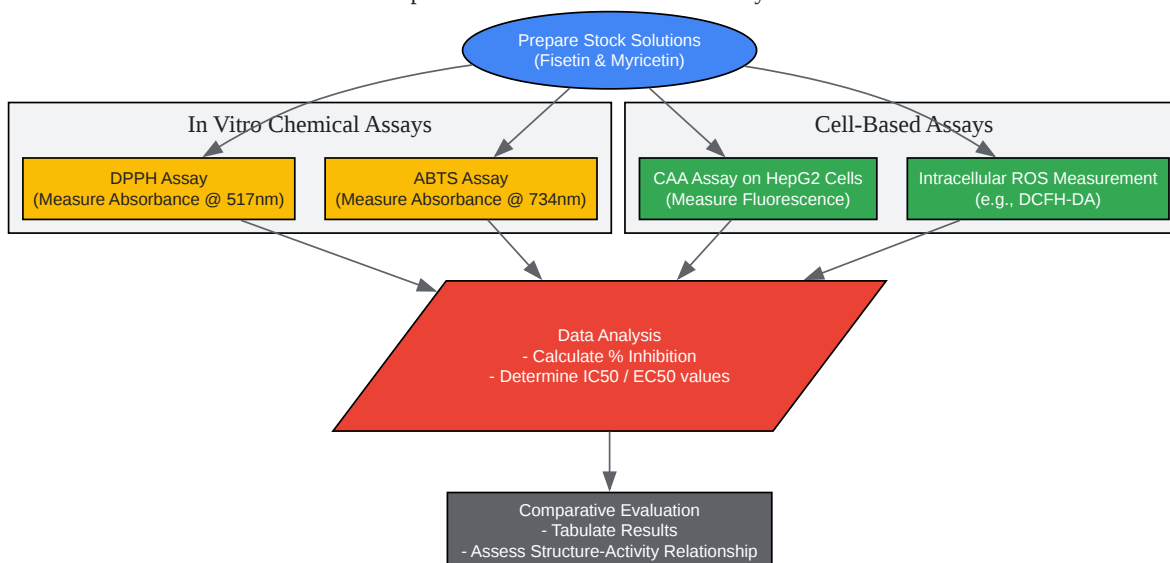 Prepare Stock Solutions
(Fisetin & Myricetin)
In Vitro Chemical Assays
Cell-Based Assays
DPPH Assay
(Measure Absorbance @ 517nm)
ABTS Assay
(Measure Absorbance @ 734nm)
CAA Assay on HepG2 Cells
(Measure Fluorescence)
Intracellular ROS Measurement
(e.g., DCFH-DA)
Data Analysis
- Calculate % Inhibition
- Determine IC50 / EC50 values
Comparative Evaluation
- Tabulate Results
- Assess Structure-Activity Relationship